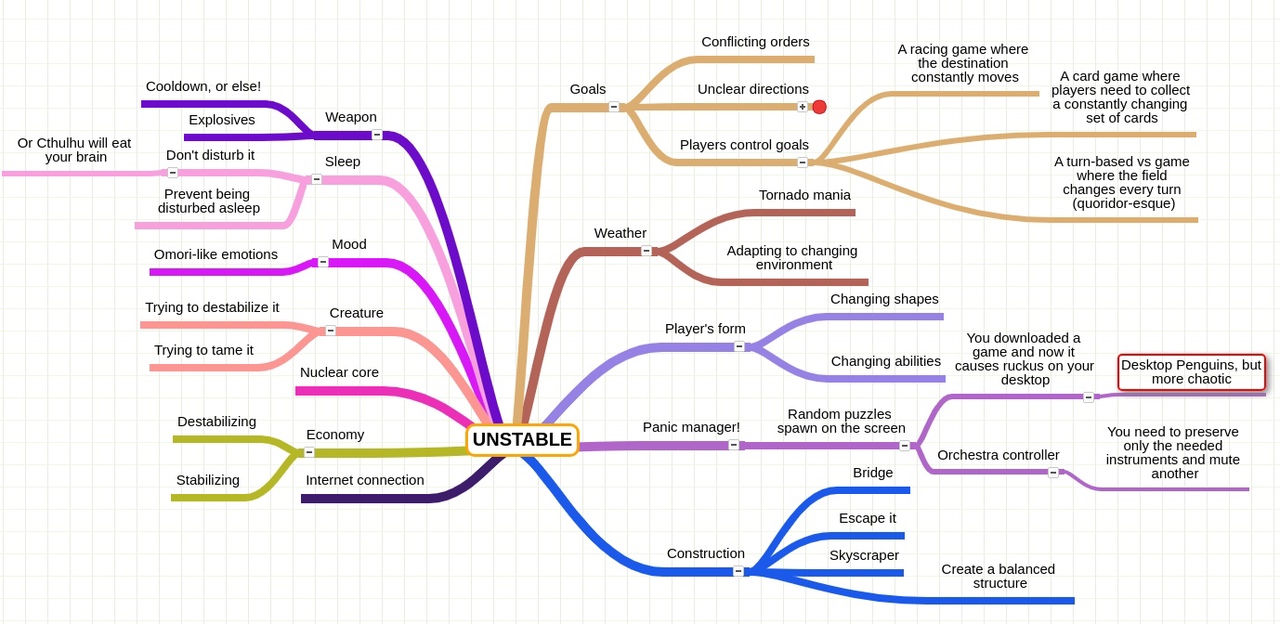 UNSTABLE
Goals
Conflicting orders
Unclear directions
Players control goals
A racing game where
the destination
constantly moves
A card game where
players need to collect
a constantly changing
set of cards
A turn-based vs game
where the field
changes every turn
(quoridor-esque)
Weather
Tornado mania
Adapting to changing
environment
Player's form
Changing shapes
Changing abilities
Panic manager!
Random puzzles
spawn on the screen
You downloaded a
game and now it
causes ruckus on your
desktop
Desktop Penguins, but
more chaotic
Orchestra controller
You need to preserve
only the needed
instruments and mute
another
Construction
Bridge
Escape it
Skyscraper
Create a balanced
structure
Weapon
Cooldown, or else!
Explosives
Sleep
Don't disturb it
Or Cthulhu will eat
your brain
Prevent being
disturbed asleep
Mood
Omori-like emotions
Creature
Trying to destabilize it
Trying to tame it
Nuclear core
Economy
Destabilizing
Stabilizing
Internet connection